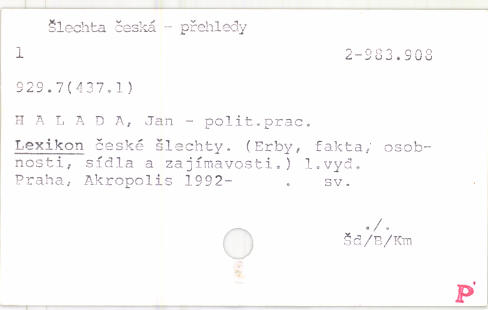 Šlechta česká - přehledy
1 2-983.908
929.7(437.1)
H A L A D A, Jan - polit.prac.
Lexikon české šlechty. (Erby, fakta, osob-
nosti, sídla a zajímavosti.) 1.vyd.
Praha, Akropolis 1992- . sv.
./.
Šd/B/Km
P